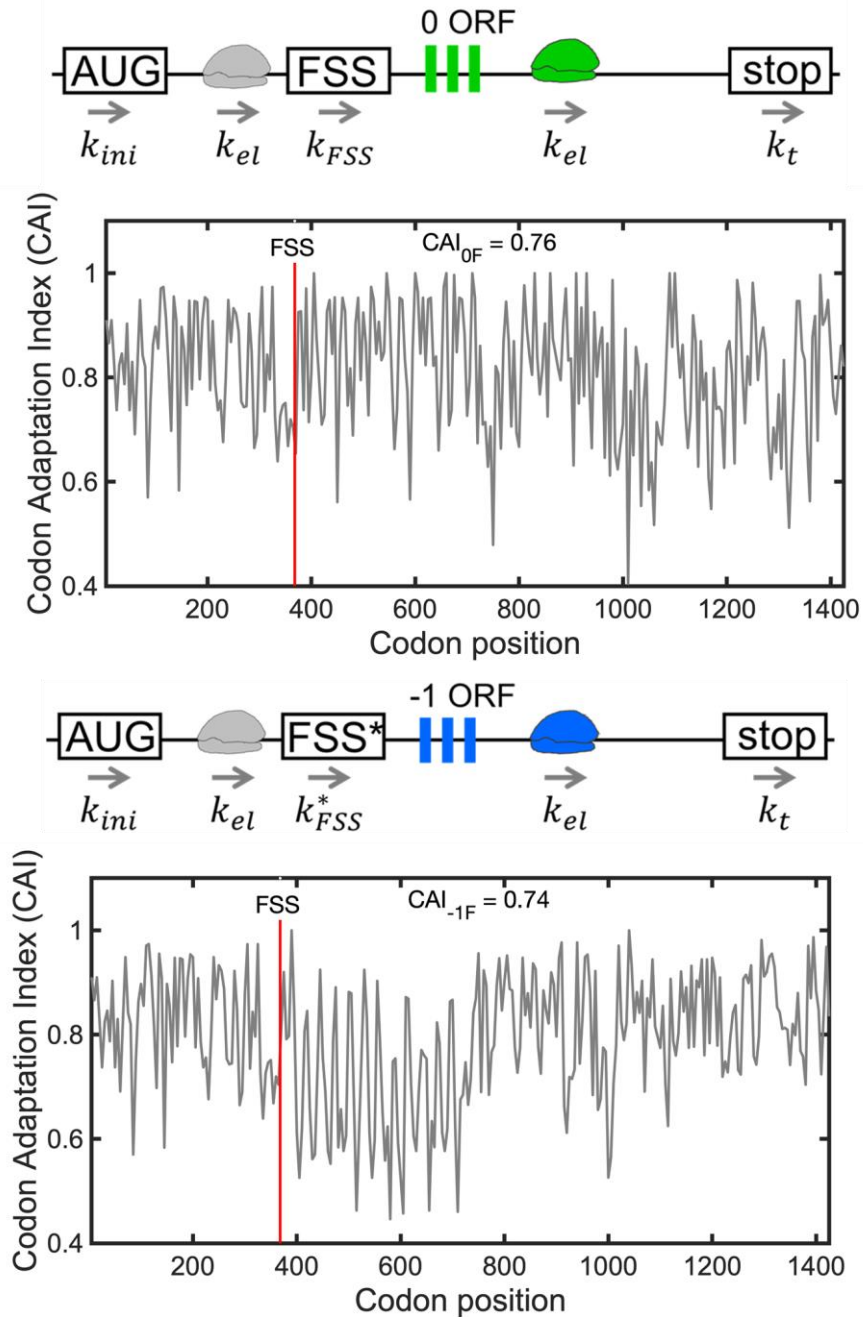 0 ORF
AUG FSS stop
k_ini k_el k_FSS k_el k_t
FSS CAI_0F = 0.76
Codon Adaptation Index (CAI)
1
0.8
0.6
0.4
200 400 600 800 1000 1200 1400
Codon position
-1 ORF
AUG FSS* stop
k_ini k_el k*_FSS k_el k_t
FSS CAI_-1F = 0.74
Codon Adaptation Index (CAI)
1
0.8
0.6
0.4
200 400 600 800 1000 1200 1400
Codon position